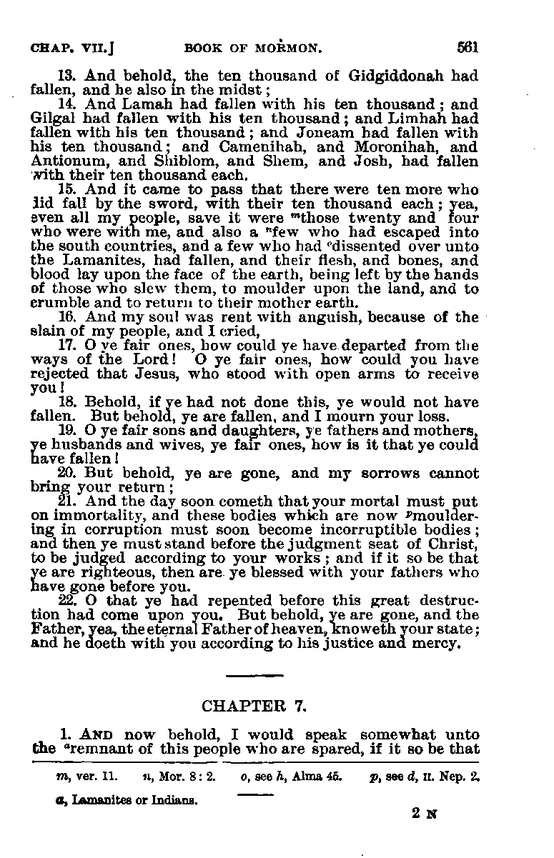 CHAP. VII.] BOOK OF MORMON. 561
13. And behold, the ten thousand of Gidgiddonah had
fallen, and he also in the midst;
14. And Lamah had fallen with his ten thousand; and
Gilgal had fallen with his ten thousand; and Limhah had
fallen with his ten thousand; and Joneam had fallen with
his ten thousand; and Camenihah, and Moronihah, and
Antionum, and Shiblom, and Shem, and Josh, had fallen
with their ten thousand each.
15. And it came to pass that there were ten more who
did fall by the sword, with their ten thousand each; yea,
even all my people, save it were ᵐthose twenty and four
who were with me, and also a ⁿfew who had escaped into
the south countries, and a few who had ᵒdissented over unto
the Lamanites, had fallen, and their flesh, and bones, and
blood lay upon the face of the earth, being left by the hands
of those who slew them, to moulder upon the land, and to
crumble and to return to their mother earth.
16. And my soul was rent with anguish, because of the
slain of my people, and I cried,
17. O ye fair ones, how could ye have departed from the
ways of the Lord! O ye fair ones, how could you have
rejected that Jesus, who stood with open arms to receive
you!
18. Behold, if ye had not done this, ye would not have
fallen. But behold, ye are fallen, and I mourn your loss.
19. O ye fair sons and daughters, ye fathers and mothers,
ye husbands and wives, ye fair ones, how is it that ye could
have fallen!
20. But behold, ye are gone, and my sorrows cannot
bring your return;
21. And the day soon cometh that your mortal must put
on immortality, and these bodies which are now ᵖmoulder-
ing in corruption must soon become incorruptible bodies;
and then ye must stand before the judgment seat of Christ,
to be judged according to your works; and if it so be that
ye are righteous, then are ye blessed with your fathers who
have gone before you.
22. O that ye had repented before this great destruc-
tion had come upon you. But behold, ye are gone, and the
Father, yea, the eternal Father of heaven, knoweth your state;
and he doeth with you according to his justice and mercy.
CHAPTER 7.
1. AND now behold, I would speak somewhat unto
the ᵃremnant of this people who are spared, if it so be that
m, ver. 11. n, Mor. 8:2. o, see h, Alma 45. p, see d, II. Nep. 2.
a, Lamanites or Indians.
2 N